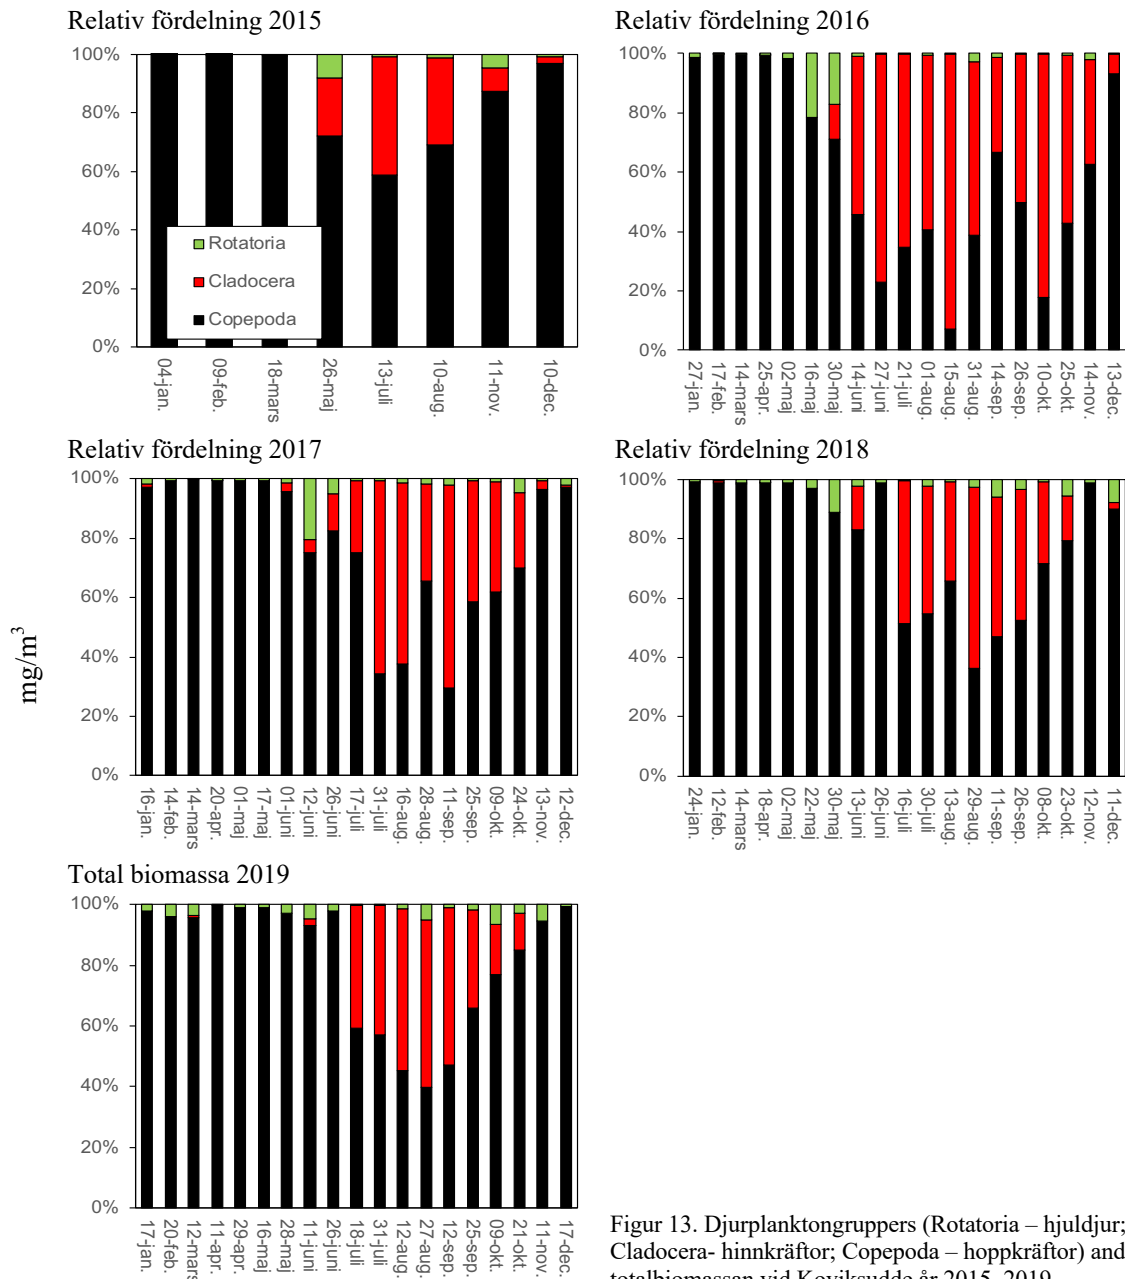 Relativ fördelning 2015
100%
80%
60%
40%
20%
0%
Rotatoria
Cladocera
Copepoda
04-jan.
09-feb.
18-mars
26-maj
13-juli
10-aug.
11-nov.
10-dec.
Relativ fördelning 2016
100%
80%
60%
40%
20%
0%
27-jan.
17-feb.
14-mars
25-apr.
02-maj
16-maj
30-maj
14-juni
27-juni
21-juli
01-aug.
15-aug.
31-aug.
14-sep.
26-sep.
10-okt.
25-okt.
14-nov.
13-dec.
Relativ fördelning 2017
100%
80%
60%
40%
20%
0%
16-jan.
14-feb.
14-mars
20-apr.
01-maj
17-maj
01-juni
12-juni
26-juni
17-juli
31-juli
16-aug.
28-aug.
11-sep.
25-sep.
09-okt.
24-okt.
13-nov.
12-dec.
Relativ fördelning 2018
100%
80%
60%
40%
20%
0%
24-jan.
12-feb.
14-mars
18-apr.
02-maj
22-maj
30-maj
13-juni
26-juni
16-juli
30-juli
13-aug.
29-aug.
11-sep.
26-sep.
08-okt.
23-okt.
12-nov.
11-dec.
mg/m³
Total biomassa 2019
100%
80%
60%
40%
20%
0%
17-jan.
20-feb.
12-mars
11-apr.
29-apr.
16-maj
28-maj
11-juni
26-juni
18-juli
31-juli
12-aug.
27-aug.
12-sep.
25-sep.
09-okt.
21-okt.
11-nov.
17-dec.
Figur 13. Djurplanktongruppers (Rotatoria – hjuldjur;
Cladocera- hinnkräftor; Copepoda – hoppkräftor) and
totalbiomassan vid Koviksudde år 2015–2019